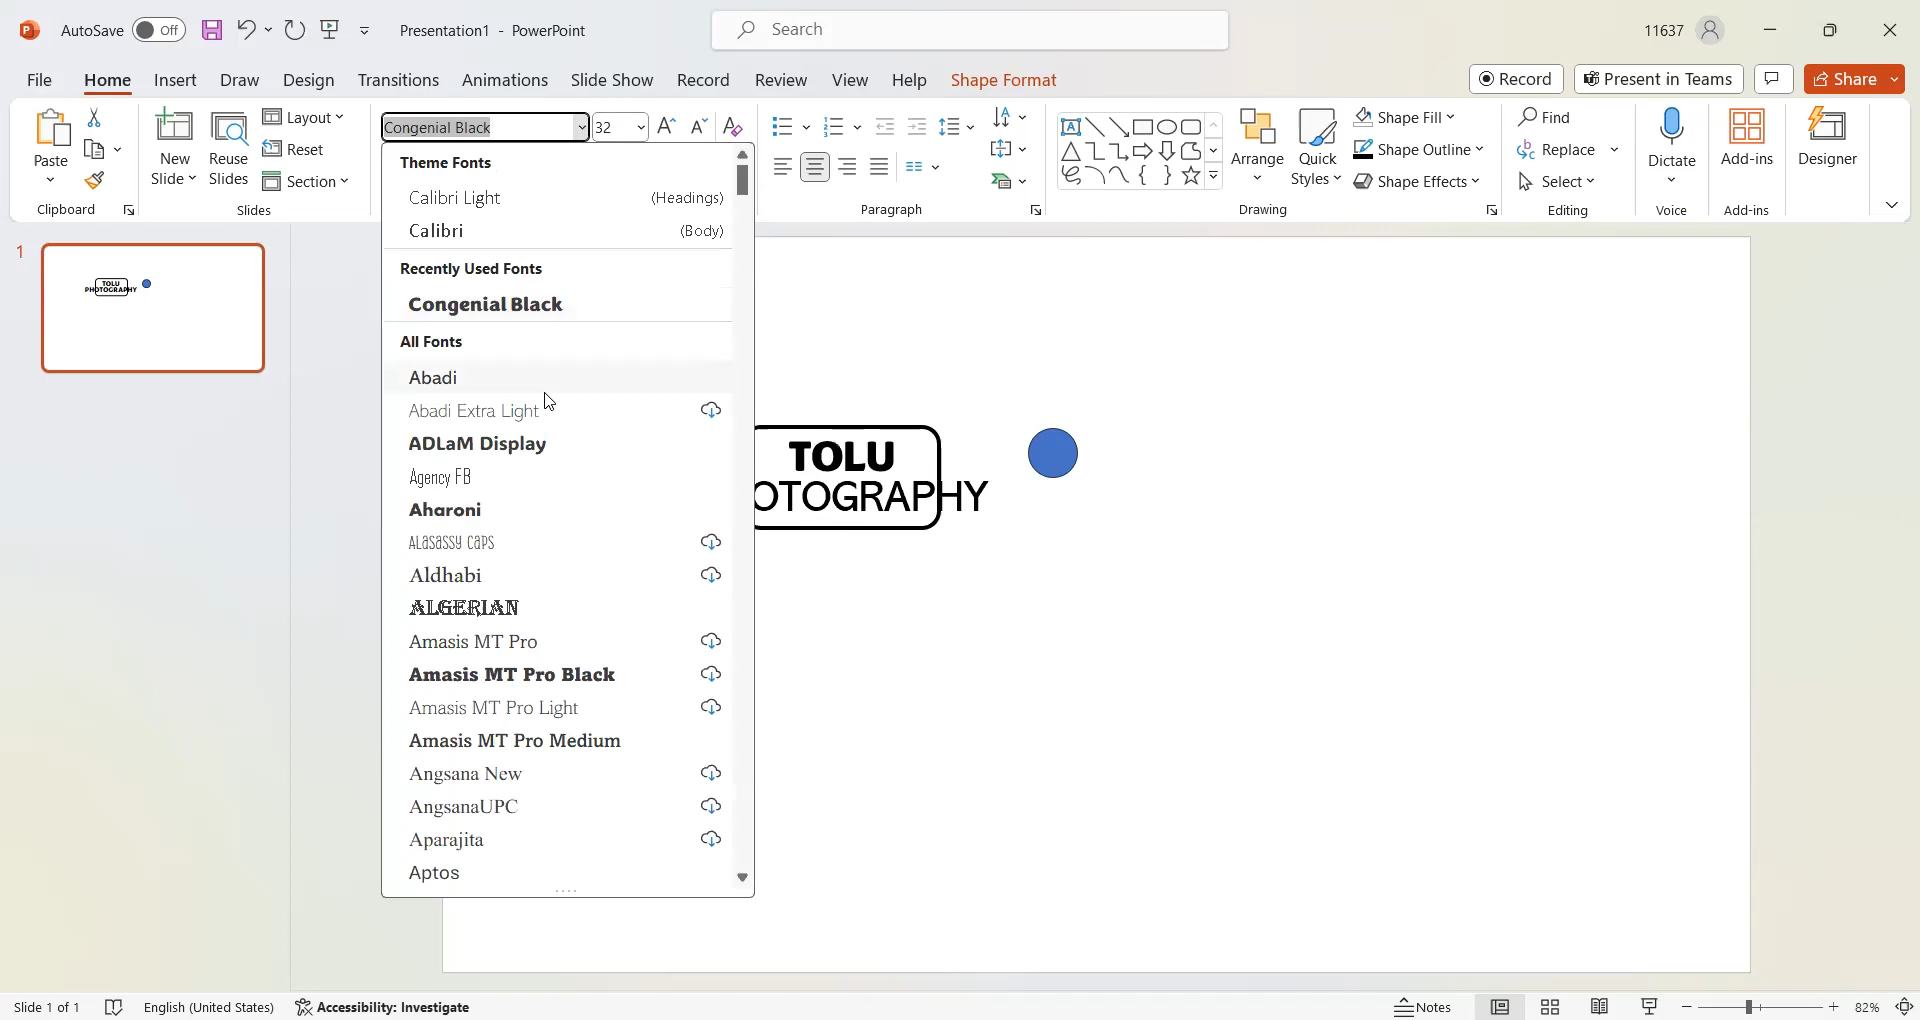 AutoSave Off Presentation1 - PowerPoint Search 11637
File Home Insert Draw Design Transitions Animations Slide Show Record Review View Help Shape Format Record Present in Teams Share
Paste
Clipboard
New Slide
Reuse Slides
Layout
Reset
Section
Slides
Congenial Black 32
Paragraph
Arrange
Quick Styles
Shape Fill
Shape Outline
Shape Effects
Drawing
Find
Replace
Select
Editing
Dictate
Voice
Add-ins
Add-ins
Designer
Theme Fonts
Calibri Light (Headings)
Calibri (Body)
Recently Used Fonts
Congenial Black
All Fonts
Abadi
Abadi Extra Light
ADLaM Display
Agency FB
Aharoni
ALASASSY CAPS
Aldhabi
ALGERIAN
Amasis MT Pro
Amasis MT Pro Black
Amasis MT Pro Light
Amasis MT Pro Medium
Angsana New
AngsanaUPC
Aparajita
Aptos
1
TOLU
PHOTOGRAPHY
TOLU
OTOGRAPHY
Slide 1 of 1 English (United States) Accessibility: Investigate Notes 82%